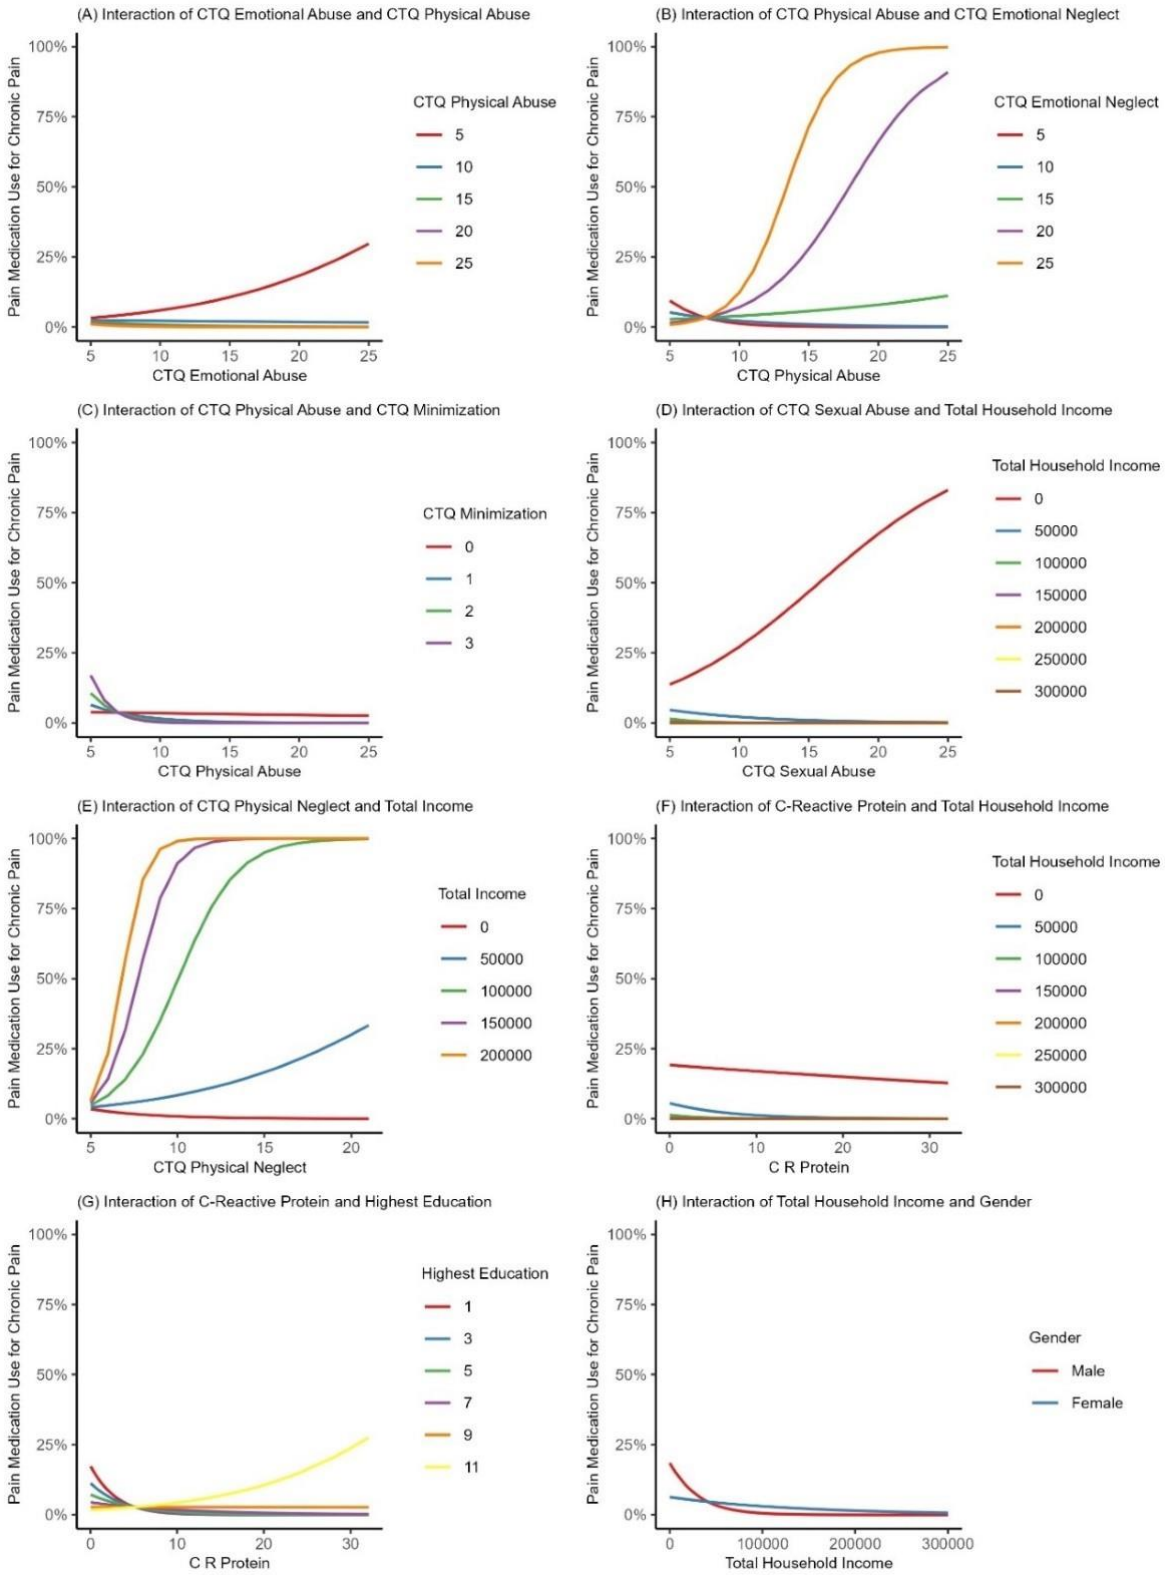 (A) Interaction of CTQ Emotional Abuse and CTQ Physical Abuse
Pain Medication Use for Chronic Pain
100%
75%
50%
25%
0%
5 10 15 20 25
CTQ Emotional Abuse
CTQ Physical Abuse
5
10
15
20
25
(B) Interaction of CTQ Physical Abuse and CTQ Emotional Neglect
Pain Medication Use for Chronic Pain
100%
75%
50%
25%
0%
5 10 15 20 25
CTQ Physical Abuse
CTQ Emotional Neglect
5
10
15
20
25
(C) Interaction of CTQ Physical Abuse and CTQ Minimization
Pain Medication Use for Chronic Pain
100%
75%
50%
25%
0%
5 10 15 20 25
CTQ Physical Abuse
CTQ Minimization
0
1
2
3
(D) Interaction of CTQ Sexual Abuse and Total Household Income
Pain Medication Use for Chronic Pain
100%
75%
50%
25%
0%
5 10 15 20 25
CTQ Sexual Abuse
Total Household Income
0
50000
100000
150000
200000
250000
300000
(E) Interaction of CTQ Physical Neglect and Total Income
Pain Medication Use for Chronic Pain
100%
75%
50%
25%
0%
5 10 15 20
CTQ Physical Neglect
Total Income
0
50000
100000
150000
200000
(F) Interaction of C-Reactive Protein and Total Household Income
Pain Medication Use for Chronic Pain
100%
75%
50%
25%
0%
0 10 20 30
C R Protein
Total Household Income
0
50000
100000
150000
200000
250000
300000
(G) Interaction of C-Reactive Protein and Highest Education
Pain Medication Use for Chronic Pain
100%
75%
50%
25%
0%
0 10 20 30
C R Protein
Highest Education
1
3
5
7
9
11
(H) Interaction of Total Household Income and Gender
Pain Medication Use for Chronic Pain
100%
75%
50%
25%
0%
0 100000 200000 300000
Total Household Income
Gender
Male
Female